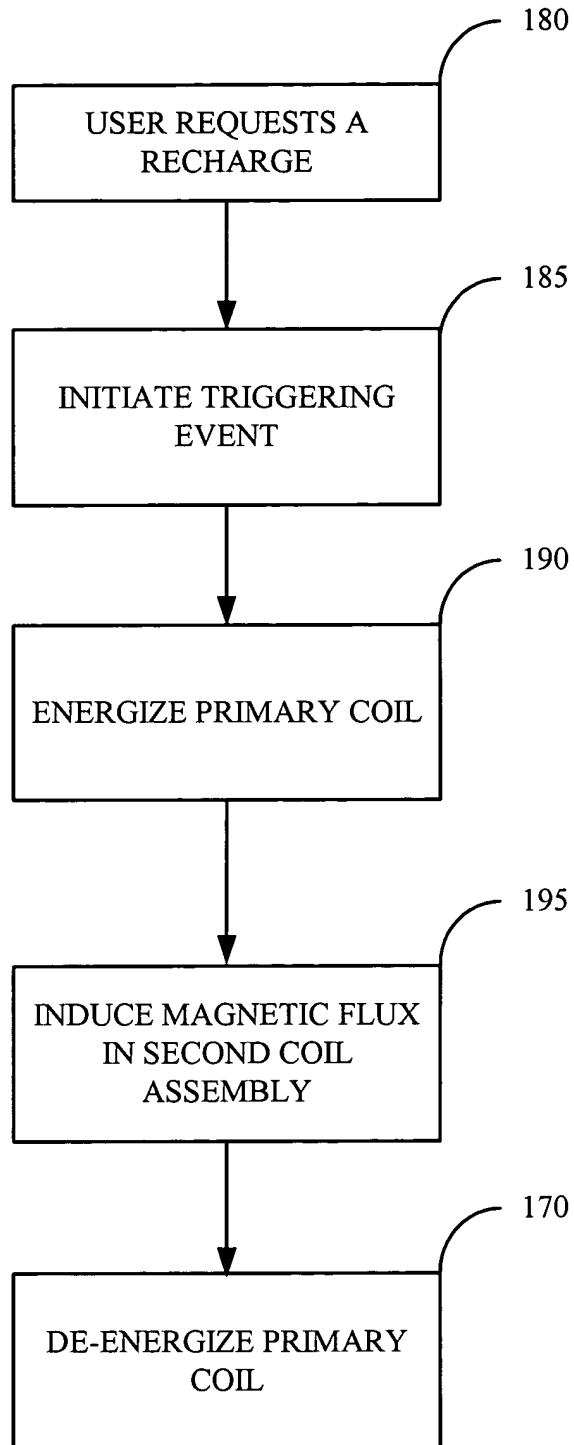 180
USER REQUESTS A
RECHARGE
185
INITIATE TRIGGERING
EVENT
190
ENERGIZE PRIMARY COIL
195
INDUCE MAGNETIC FLUX
IN SECOND COIL
ASSEMBLY
170
DE-ENERGIZE PRIMARY
COIL